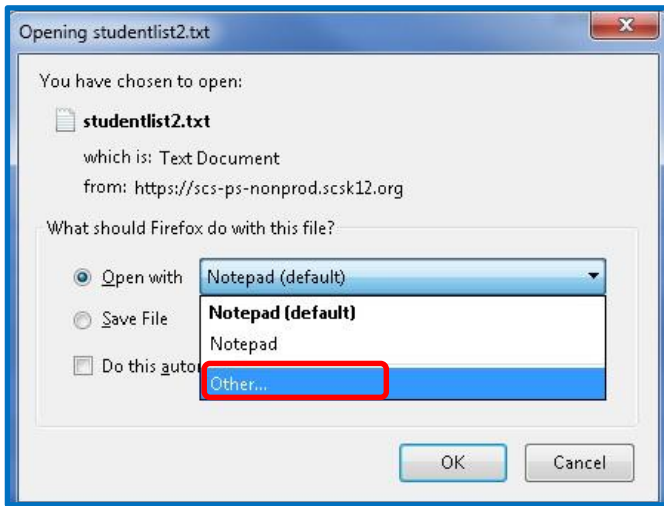 Opening studentlist2.txt
You have chosen to open:
studentlist2.txt
which is: Text Document
from: https://scs-ps-nonprod.scsk12.org
What should Firefox do with this file?
Open with Notepad (default)
Notepad (default)
Save File
Notepad
Do this
Other...
OK Cancel